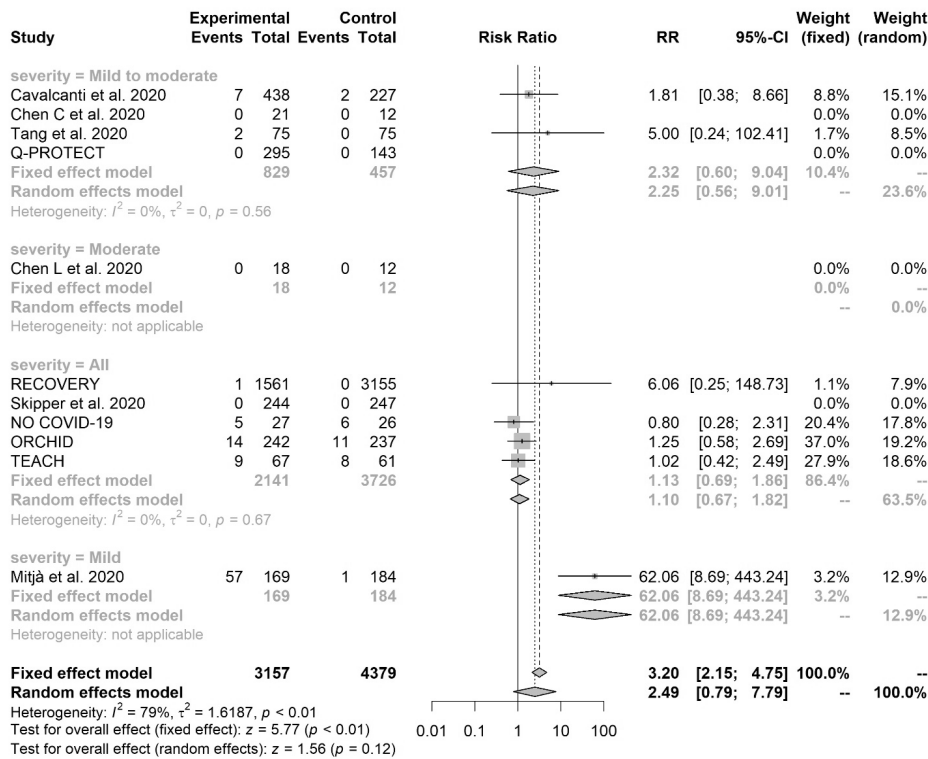 Experimental Control Weight Weight
Study Events Total Events Total Risk Ratio RR 95%-CI (fixed) (random)
severity = Mild to moderate
Cavalcanti et al. 2020 7 438 2 227 1.81 [0.38; 8.66] 8.8% 15.1%
Chen C et al. 2020 0 21 0 12 0.0% 0.0%
Tang et al. 2020 2 75 0 75 5.00 [0.24; 102.41] 1.7% 8.5%
Q-PROTECT 0 295 0 143 0.0% 0.0%
Fixed effect model 829 457 2.32 [0.60; 9.04] 10.4% --
Random effects model 2.25 [0.56; 9.01] -- 23.6%
Heterogeneity: I² = 0%, τ² = 0, p = 0.56
severity = Moderate
Chen L et al. 2020 0 18 0 12 0.0% 0.0%
Fixed effect model 18 12 0.0% --
Random effects model -- 0.0%
Heterogeneity: not applicable
severity = All
RECOVERY 1 1561 0 3155 6.06 [0.25; 148.73] 1.1% 7.9%
Skipper et al. 2020 0 244 0 247 0.0% 0.0%
NO COVID-19 5 27 6 26 0.80 [0.28; 2.31] 20.4% 17.8%
ORCHID 14 242 11 237 1.25 [0.58; 2.69] 37.0% 19.2%
TEACH 9 67 8 61 1.02 [0.42; 2.49] 27.9% 18.6%
Fixed effect model 2141 3726 1.13 [0.69; 1.86] 86.4% --
Random effects model 1.10 [0.67; 1.82] -- 63.5%
Heterogeneity: I² = 0%, τ² = 0, p = 0.67
severity = Mild
Mitjà et al. 2020 57 169 1 184 62.06 [8.69; 443.24] 3.2% 12.9%
Fixed effect model 169 184 62.06 [8.69; 443.24] 3.2% --
Random effects model 62.06 [8.69; 443.24] -- 12.9%
Heterogeneity: not applicable
Fixed effect model 3157 4379 3.20 [2.15; 4.75] 100.0% --
Random effects model 2.49 [0.79; 7.79] -- 100.0%
Heterogeneity: I² = 79%, τ² = 1.6187, p < 0.01
Test for overall effect (fixed effect): z = 5.77 (p < 0.01)
Test for overall effect (random effects): z = 1.56 (p = 0.12)
0.01 0.1 1 10 100